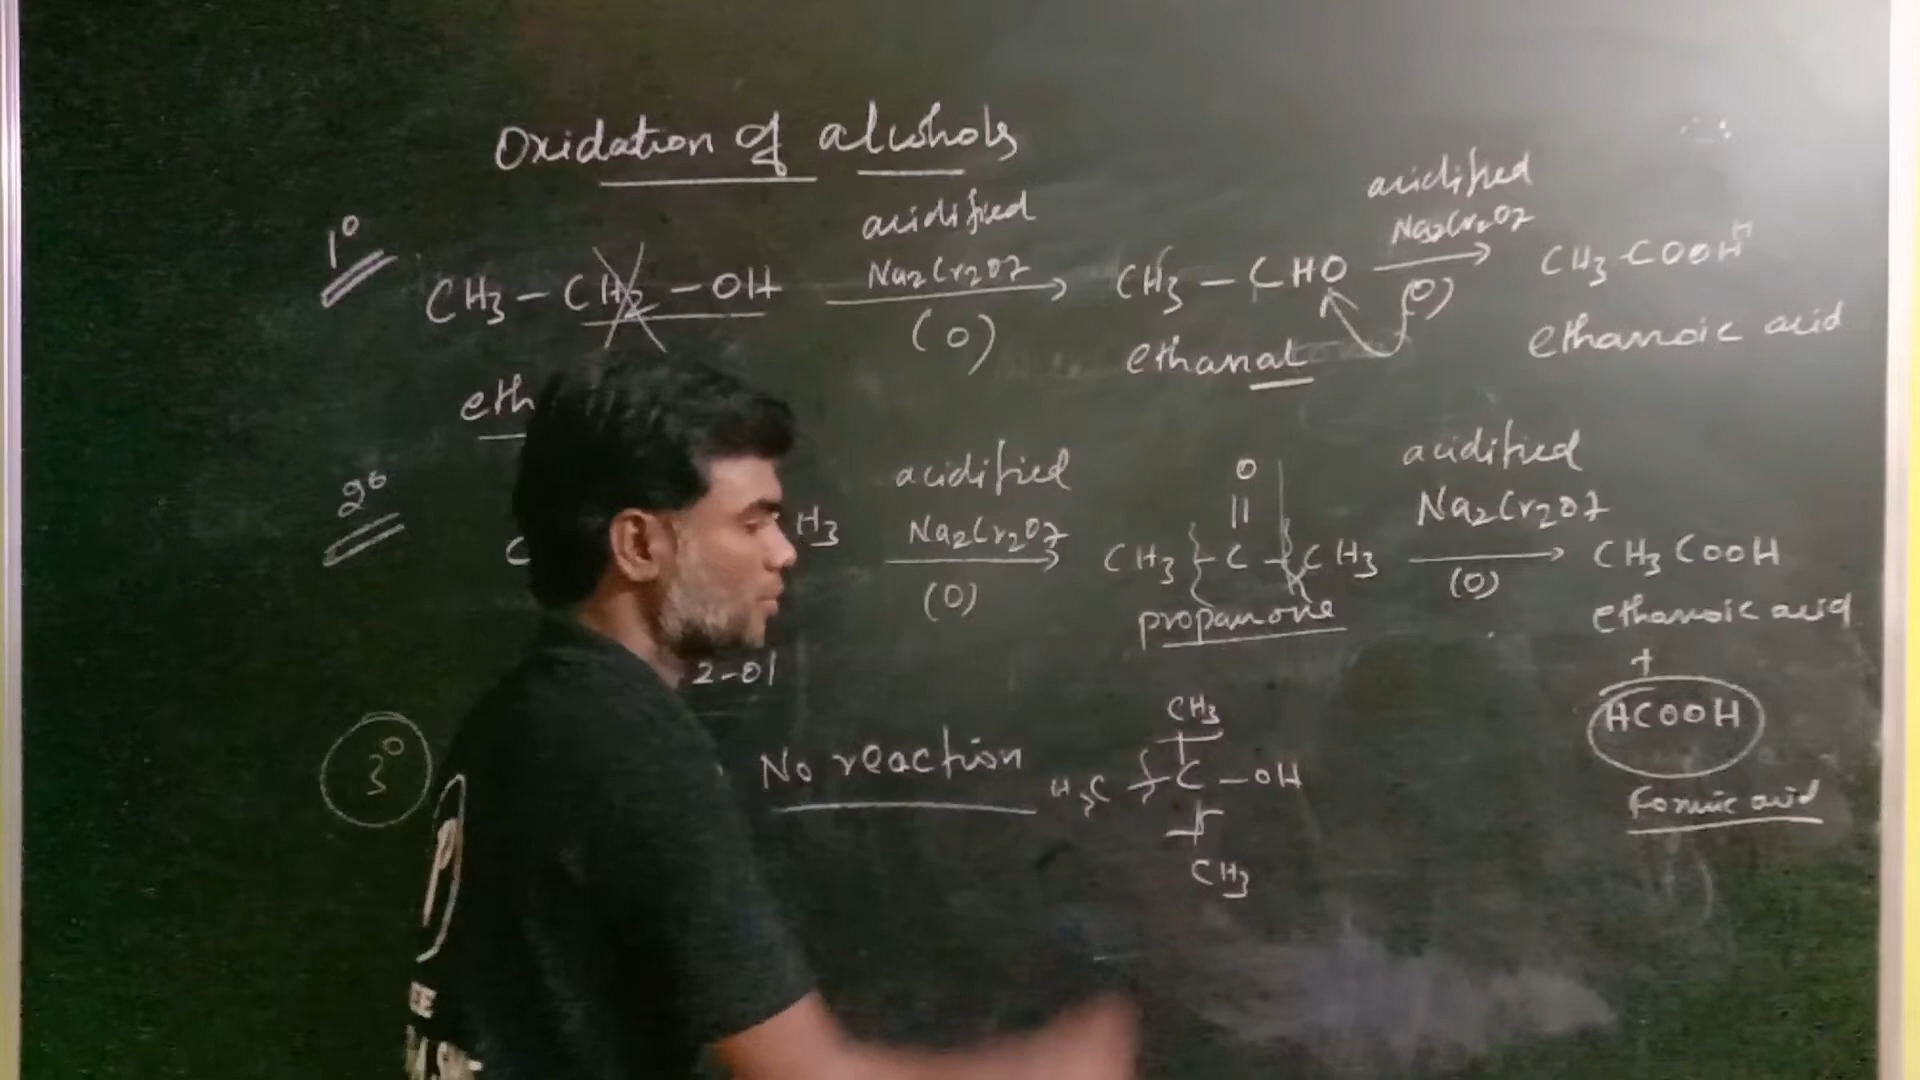 Oxidation of alcohols
1°
CH3 – CH2 – OH
acidified
Na2Cr2O7
(O)
CH3 – CHO
acidified
Na2Cr2O7
(O)
CH3-COOH
H
eth
ethanal
ethanoic acid
2°
C
H3
acidified
Na2Cr2O7
(O)
O
||
CH3 – C – CH3
acidified
Na2Cr2O7
(O)
CH3COOH
2-ol
propanone
ethanoic acid
+
HCOOH
Formic acid
3°
No reaction
CH3
H3C – C – OH
CH3